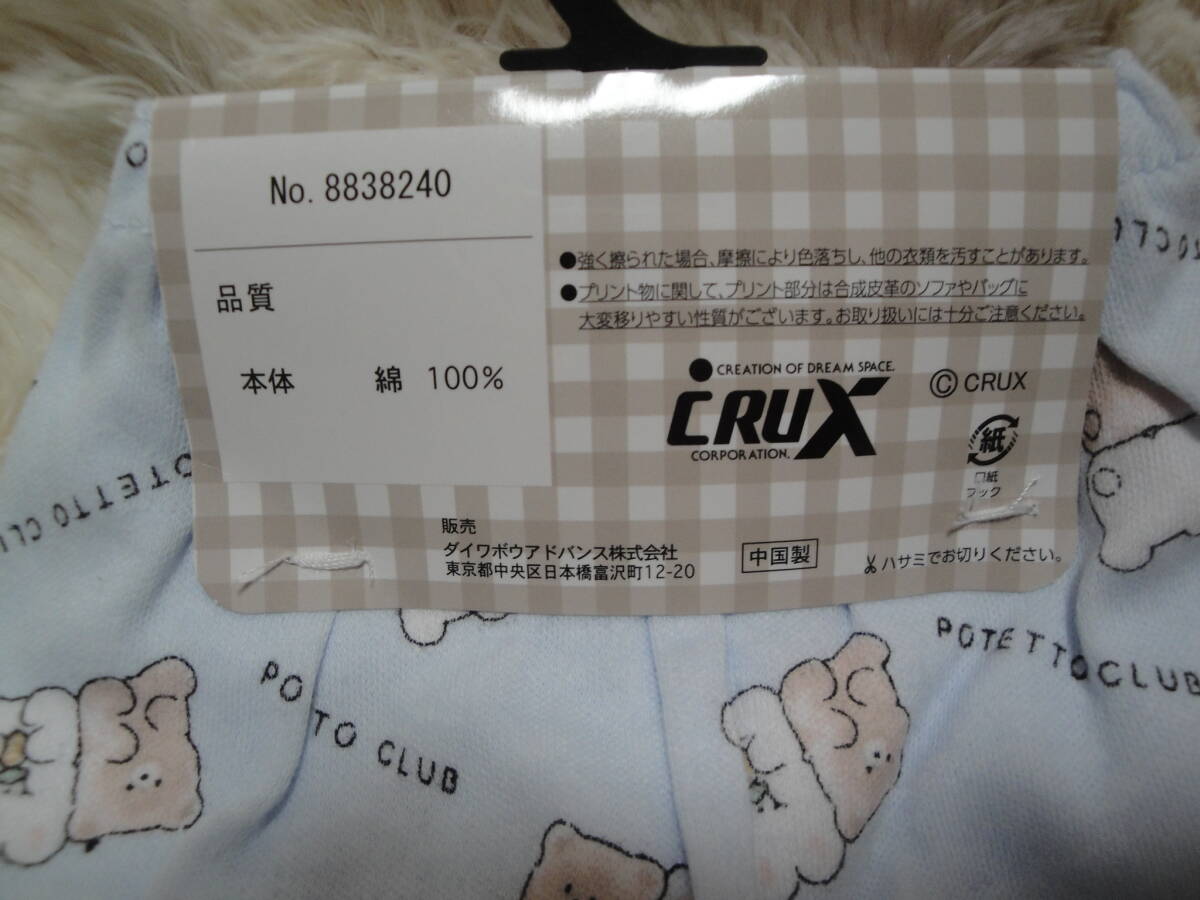 No. 8838240
品質
本体 綿 100%
●強く擦られた場合、摩擦により色落ちし、他の衣類を汚すことがあります。
●プリント物に関して、プリント部分は合成皮革のソファやバッグに
大変移りやすい性質がございます。お取り扱いには十分ご注意ください。
CREATION OF DREAM SPACE.
CRUX
CORPORATION.
© CRUX
紙
口紙
フック
販売
ダイワボウアドバンス株式会社
東京都中央区日本橋富沢町12-20
中国製
ハサミでお切りください。
POTETTO CLUB
PO TO CLUB